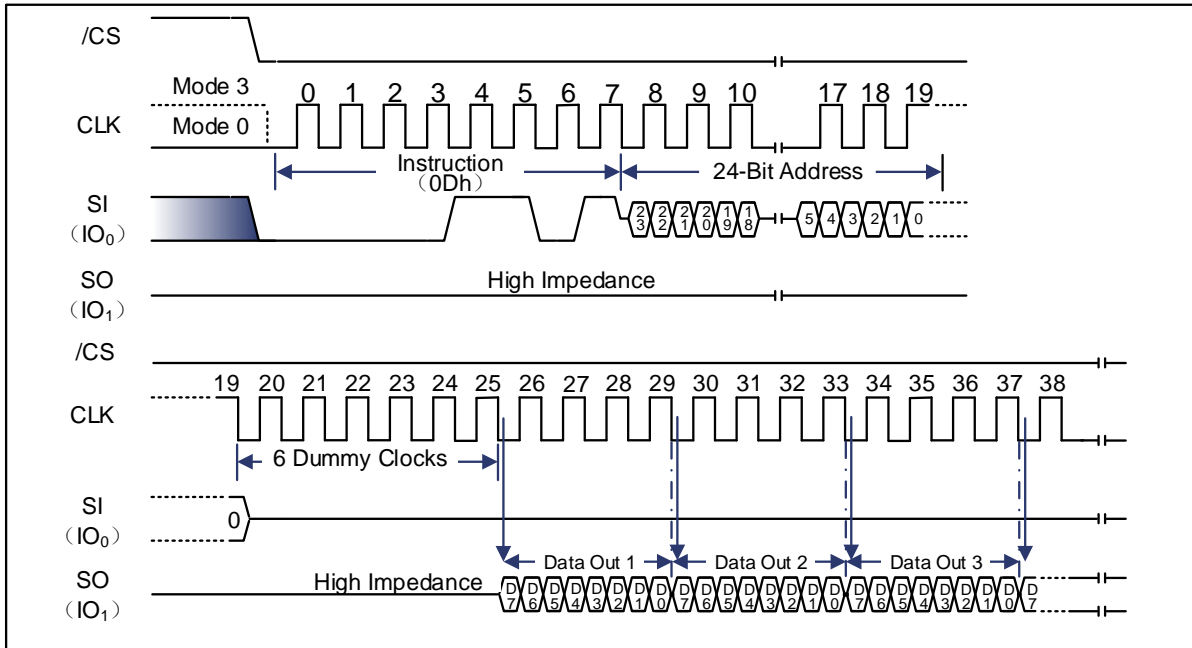 /CS
Mode 3
0 1 2 3 4 5 6 7 8 9 10 17 18 19
CLK
Mode 0
Instruction
（0Dh）
24-Bit Address
SI
（IO0）
23 22 21 20 19 18 5 4 3 2 1 0
SO
（IO1）
High Impedance
/CS
19 20 21 22 23 24 25 26 27 28 29 30 31 32 33 34 35 36 37 38
CLK
6 Dummy Clocks
SI
（IO0）
0
Data Out 1 Data Out 2 Data Out 3
SO
（IO1）
High Impedance
D7 D6 D5 D4 D3 D2 D1 D0 D7 D6 D5 D4 D3 D2 D1 D0 D7 D6 D5 D4 D3 D2 D1 D0 D7